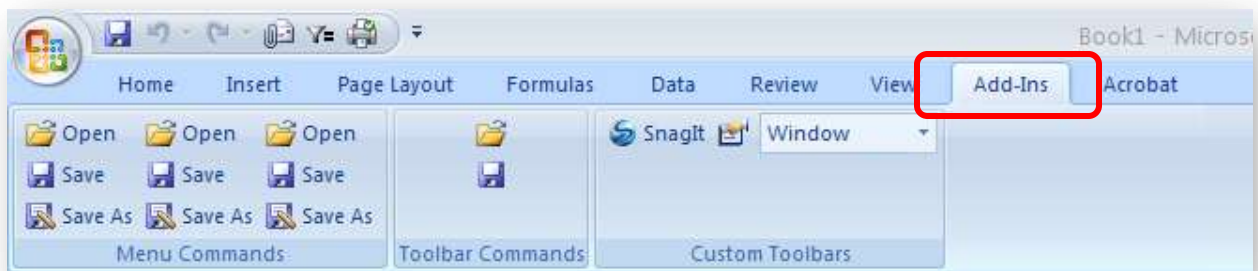 Book1 - Micros
Home Insert Page Layout Formulas Data Review View Add-Ins Acrobat
Open Open Open SnagIt Window
Save Save Save
Save As Save As Save As
Menu Commands Toolbar Commands Custom Toolbars